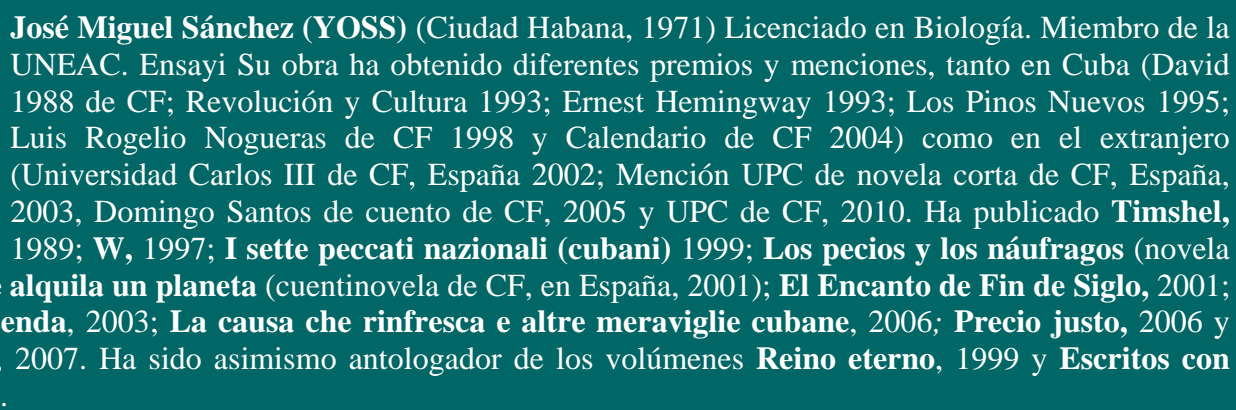 José Miguel Sánchez (YOSS) (Ciudad Habana, 1971) Licenciado en Biología. Miembro de la
UNEAC. Ensayi Su obra ha obtenido diferentes premios y menciones, tanto en Cuba (David
1988 de CF; Revolución y Cultura 1993; Ernest Hemingway 1993; Los Pinos Nuevos 1995;
Luis Rogelio Nogueras de CF 1998 y Calendario de CF 2004) como en el extranjero
(Universidad Carlos III de CF, España 2002; Mención UPC de novela corta de CF, España,
2003, Domingo Santos de cuento de CF, 2005 y UPC de CF, 2010. Ha publicado Timshel,
1989; W, 1997; I sette peccati nazionali (cubani) 1999; Los pecios y los náufragos (novela
alquila un planeta (cuentinovela de CF, en España, 2001); El Encanto de Fin de Siglo, 2001;
enda, 2003; La causa che rinfresca e altre meraviglie cubane, 2006; Precio justo, 2006 y
, 2007. Ha sido asimismo antologador de los volúmenes Reino eterno, 1999 y Escritos con
.